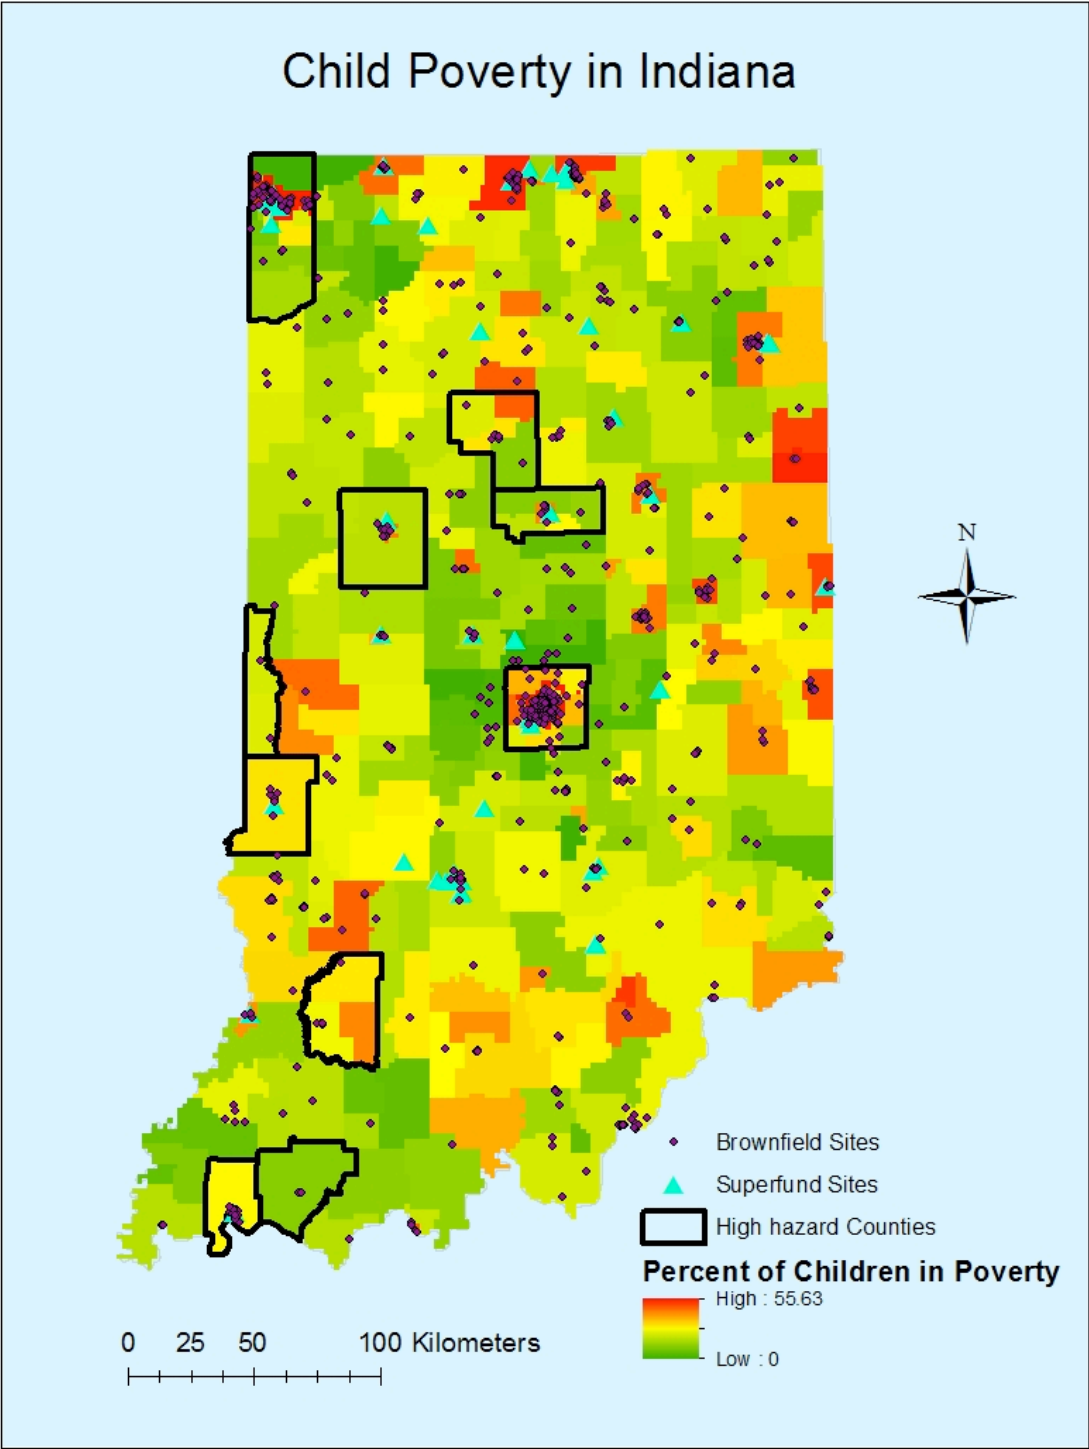 Child Poverty in Indiana
N
Brownfield Sites
Superfund Sites
High hazard Counties
Percent of Children in Poverty
High : 55.63
Low : 0
0 25 50 100 Kilometers